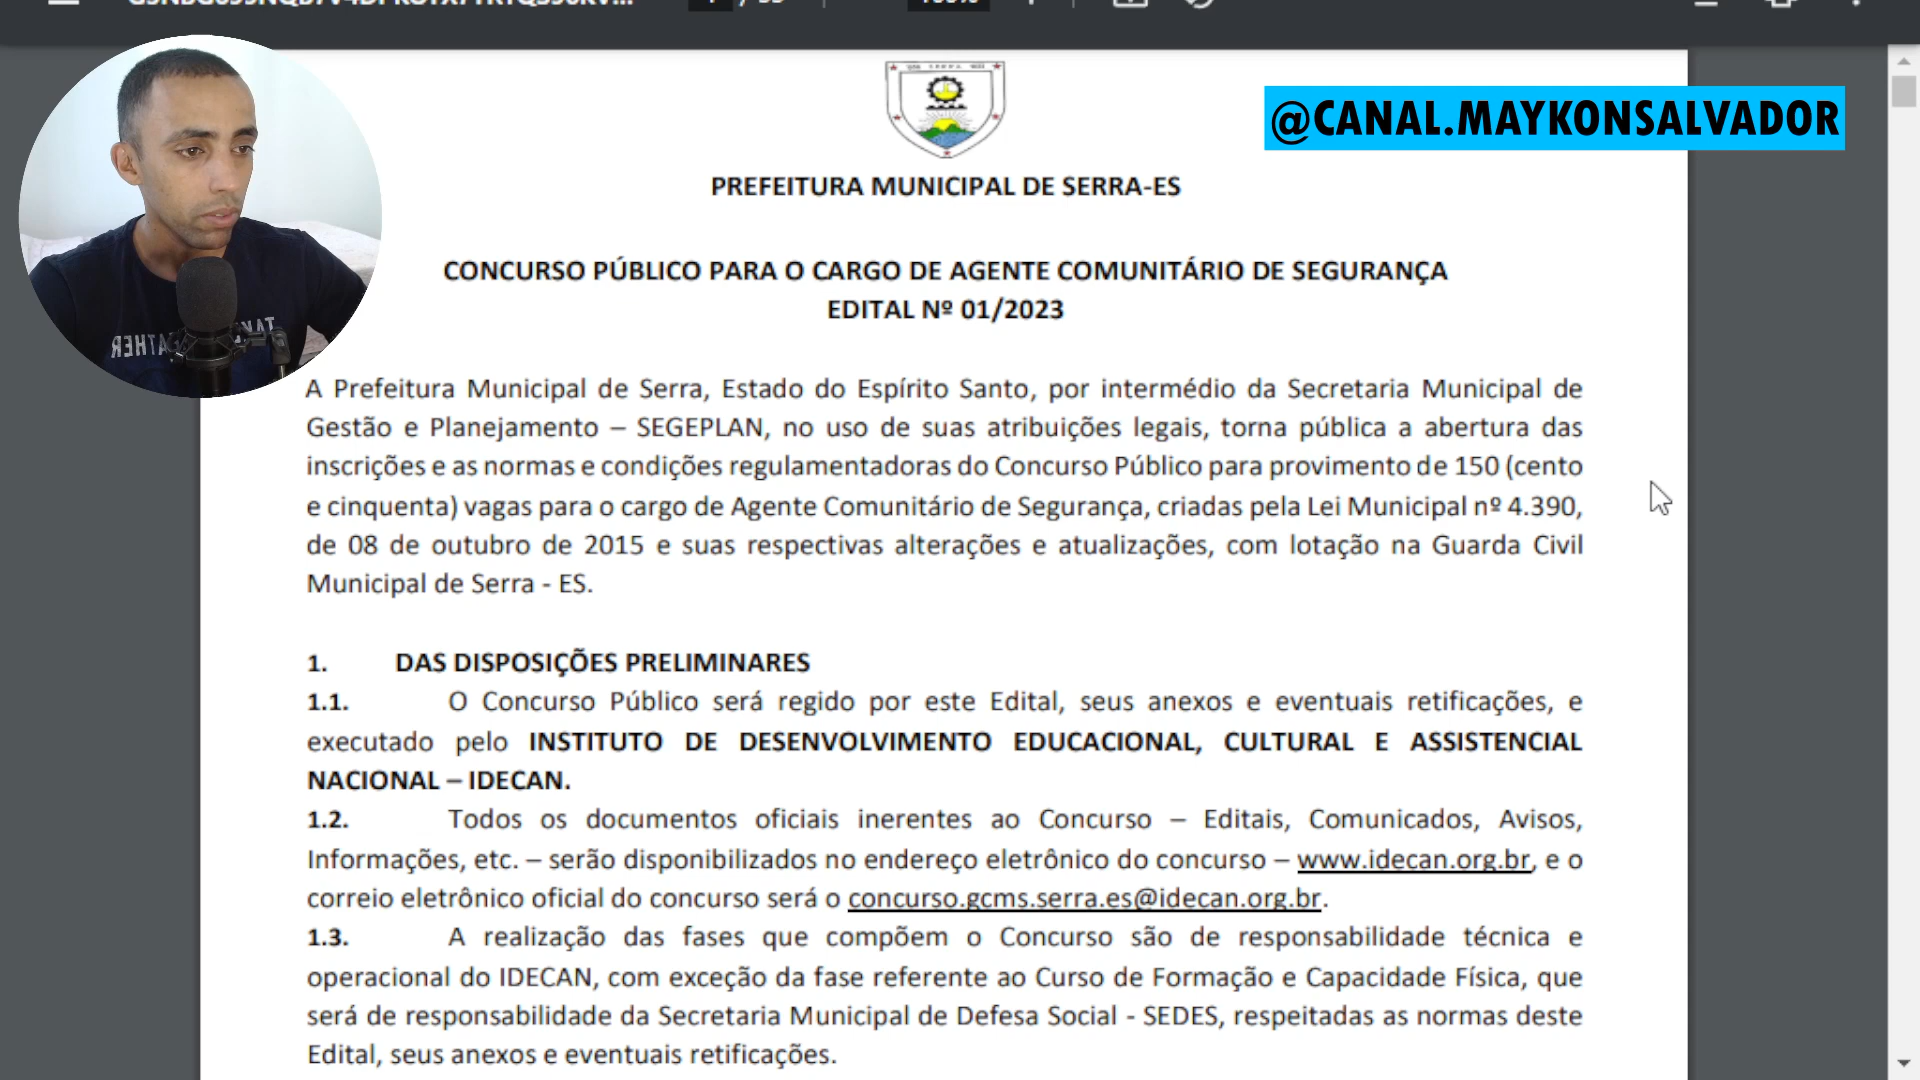 100%
@CANAL.MAYKONSALVADOR
SERRA
PREFEITURA MUNICIPAL DE SERRA-ES
CONCURSO PÚBLICO PARA O CARGO DE AGENTE COMUNITÁRIO DE SEGURANÇA
EDITAL Nº 01/2023
A Prefeitura Municipal de Serra, Estado do Espírito Santo, por intermédio da Secretaria Municipal de
Gestão e Planejamento – SEGEPLAN, no uso de suas atribuições legais, torna pública a abertura das
inscrições e as normas e condições regulamentadoras do Concurso Público para provimento de 150 (cento
e cinquenta) vagas para o cargo de Agente Comunitário de Segurança, criadas pela Lei Municipal nº 4.390,
de 08 de outubro de 2015 e suas respectivas alterações e atualizações, com lotação na Guarda Civil
Municipal de Serra - ES.
1. DAS DISPOSIÇÕES PRELIMINARES
1.1. O Concurso Público será regido por este Edital, seus anexos e eventuais retificações, e
executado pelo INSTITUTO DE DESENVOLVIMENTO EDUCACIONAL, CULTURAL E ASSISTENCIAL
NACIONAL – IDECAN.
1.2. Todos os documentos oficiais inerentes ao Concurso – Editais, Comunicados, Avisos,
Informações, etc. – serão disponibilizados no endereço eletrônico do concurso – www.idecan.org.br, e o
correio eletrônico oficial do concurso será o concurso.gcms.serra.es@idecan.org.br.
1.3. A realização das fases que compõem o Concurso são de responsabilidade técnica e
operacional do IDECAN, com exceção da fase referente ao Curso de Formação e Capacidade Física, que
será de responsabilidade da Secretaria Municipal de Defesa Social - SEDES, respeitadas as normas deste
Edital, seus anexos e eventuais retificações.